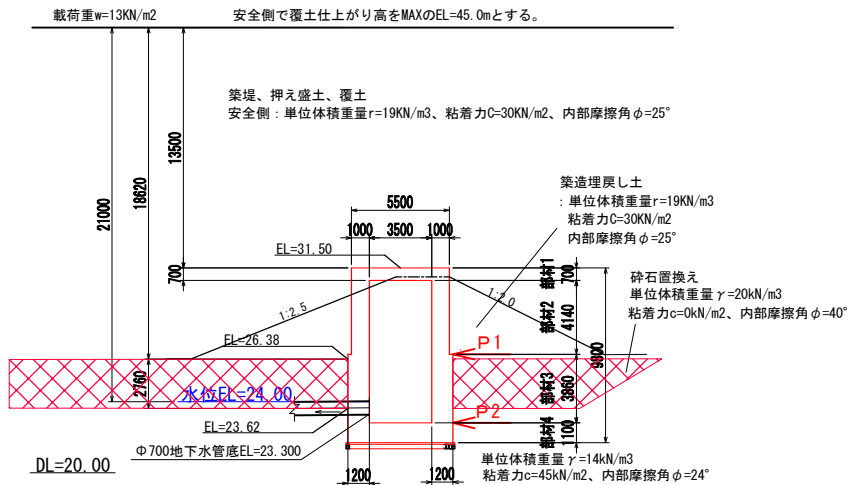 載荷重w=13KN/m2
安全側で覆土仕上がり高をMAXのEL=45.0mとする。
築堤、押え盛土、覆土
安全側：単位体積重量r=19KN/m3、粘着力C=30KN/m2、内部摩擦角φ=25°
13500
18620
21000
築造埋戻し土
：単位体積重量r=19KN/m3
粘着力C=30KN/m2
内部摩擦角φ=25°
5500
1000
3500
1000
EL=31.50
700
部材1
700
砕石置換え
単位体積重量γ=20kN/m3
粘着力c=0kN/m2、内部摩擦角φ=40°
1:2.5
1:2.0
部材2
4140
EL=26.38
P1
9800
2760
水位EL=24.00
部材3
3860
EL=23.62
P2
部材4
1100
Φ700地下水管底EL=23.300
DL=20.00
単位体積重量γ=14kN/m3
粘着力c=45kN/m2、内部摩擦角φ=24°
1200
1200